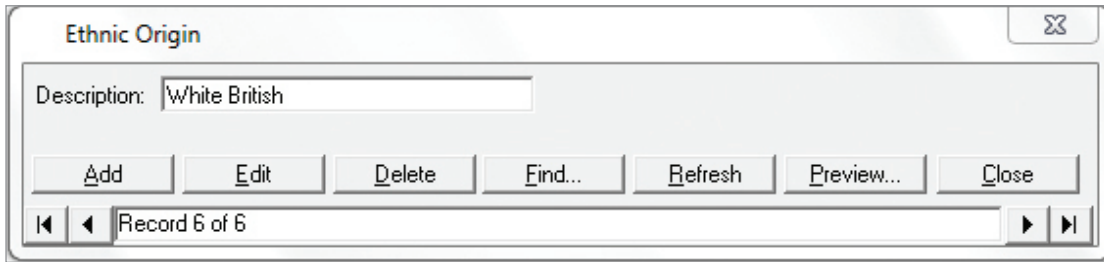 Ethnic Origin
Description: White British
Add Edit Delete Find... Refresh Preview... Close
Record 6 of 6